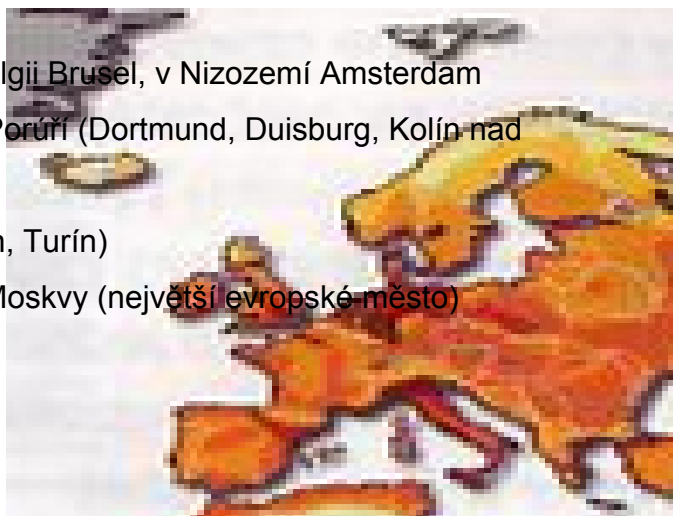 lgii Brusel, v Nizozemí Amsterdam
Porúří (Dortmund, Duisburg, Kolín nad
, Turín)
Moskvy (největší evropské město)